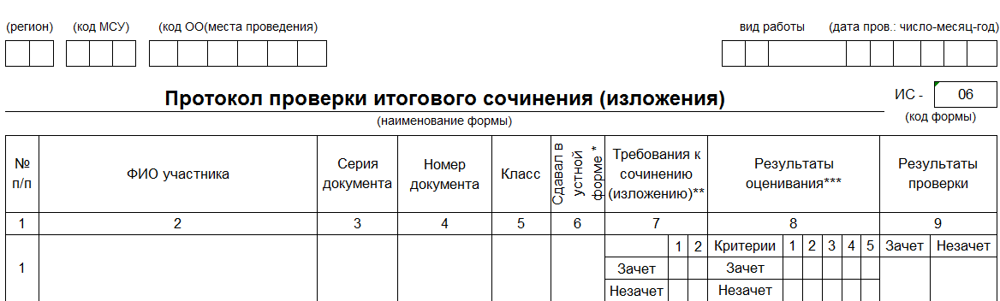 (регион) (код МСУ) (код ОО(места проведения) вид работы (дата пров.: число-месяц-год)
Протокол проверки итогового сочинения (изложения) ИС - 06
(наименование формы) (код формы)
№ п/п ФИО участника Серия документа Номер документа Класс Сдавал в устной форме * Требования к сочинению (изложению)** Результаты оценивания*** Результаты проверки
1 2 3 4 5 6 7 8 9
1 2 Критерии 1 2 3 4 5 Зачет Незачет
1 Зачет Зачет
Незачет Незачет